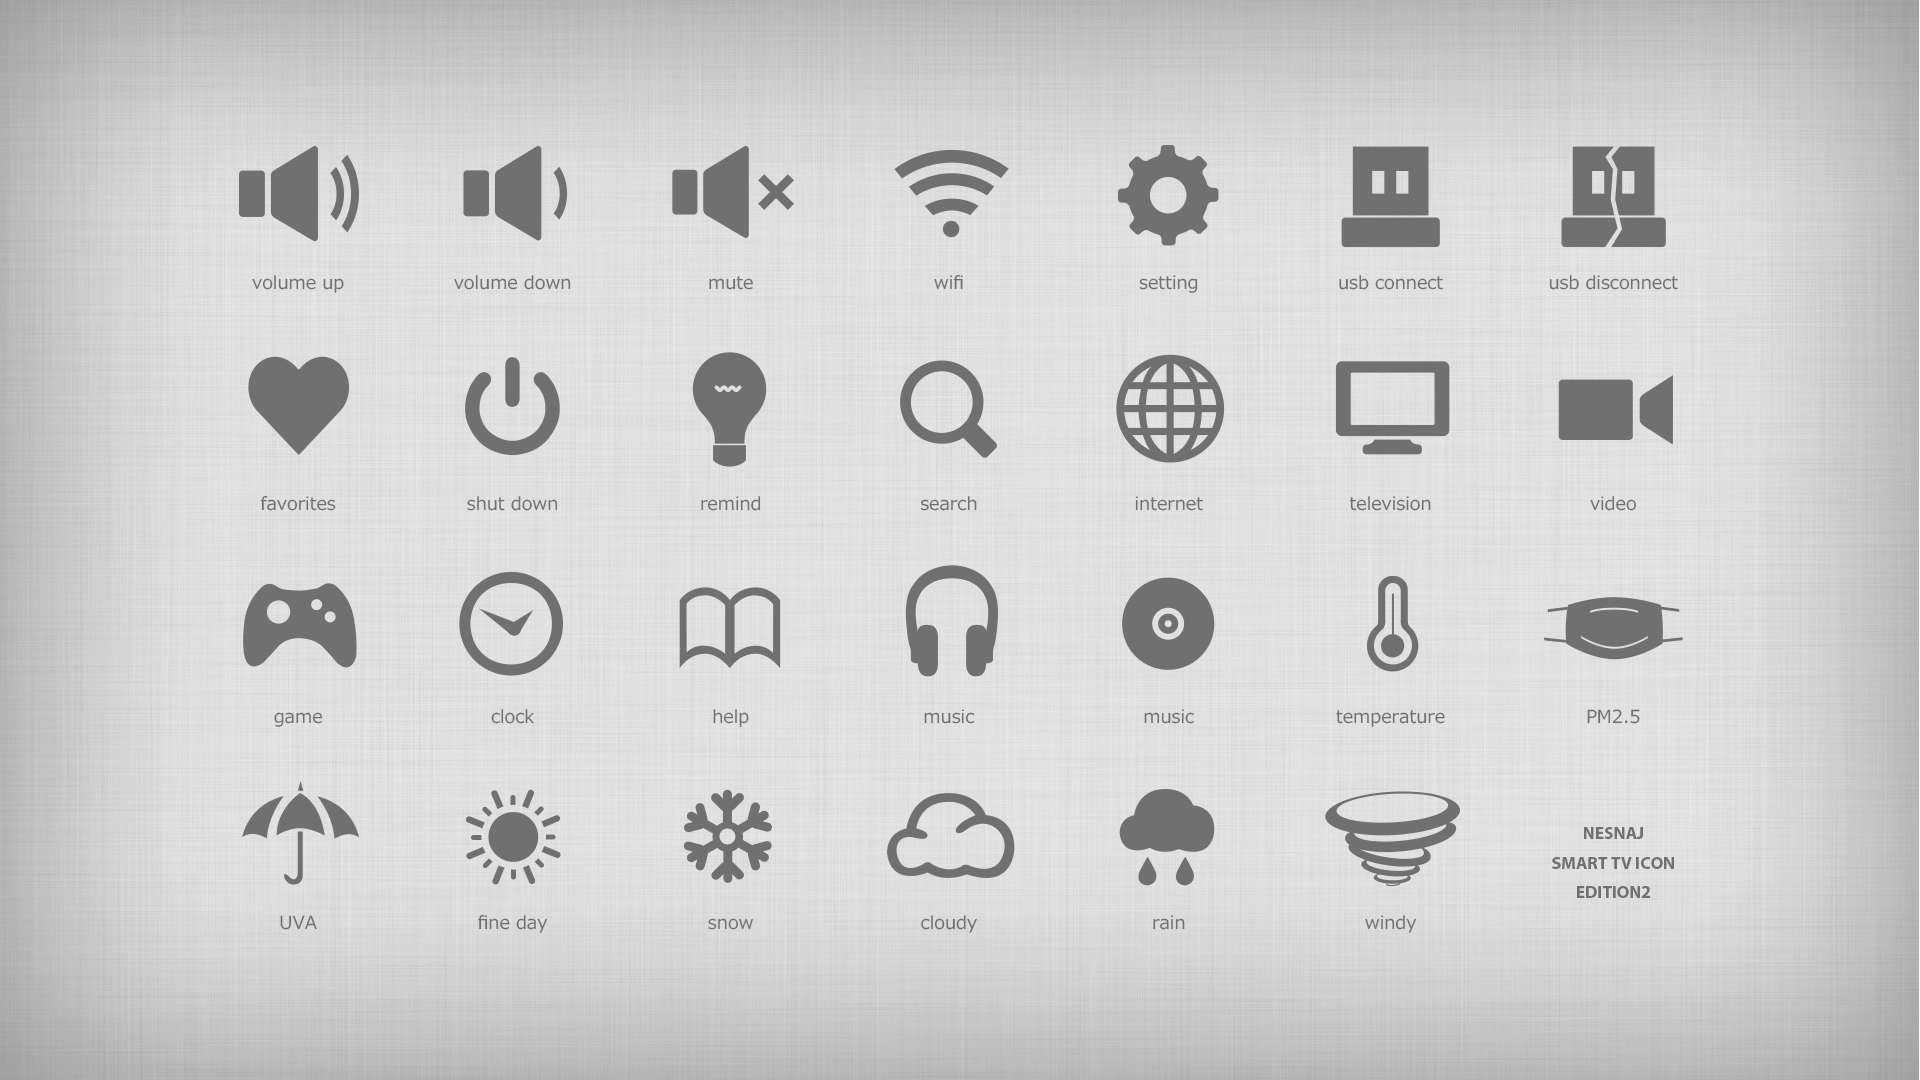 volume up
volume down
mute
wifi
setting
usb connect
usb disconnect
favorites
shut down
remind
search
internet
television
video
game
clock
help
music
music
temperature
PM2.5
UVA
fine day
snow
cloudy
rain
windy
NESNAJ
SMART TV ICON
EDITION2